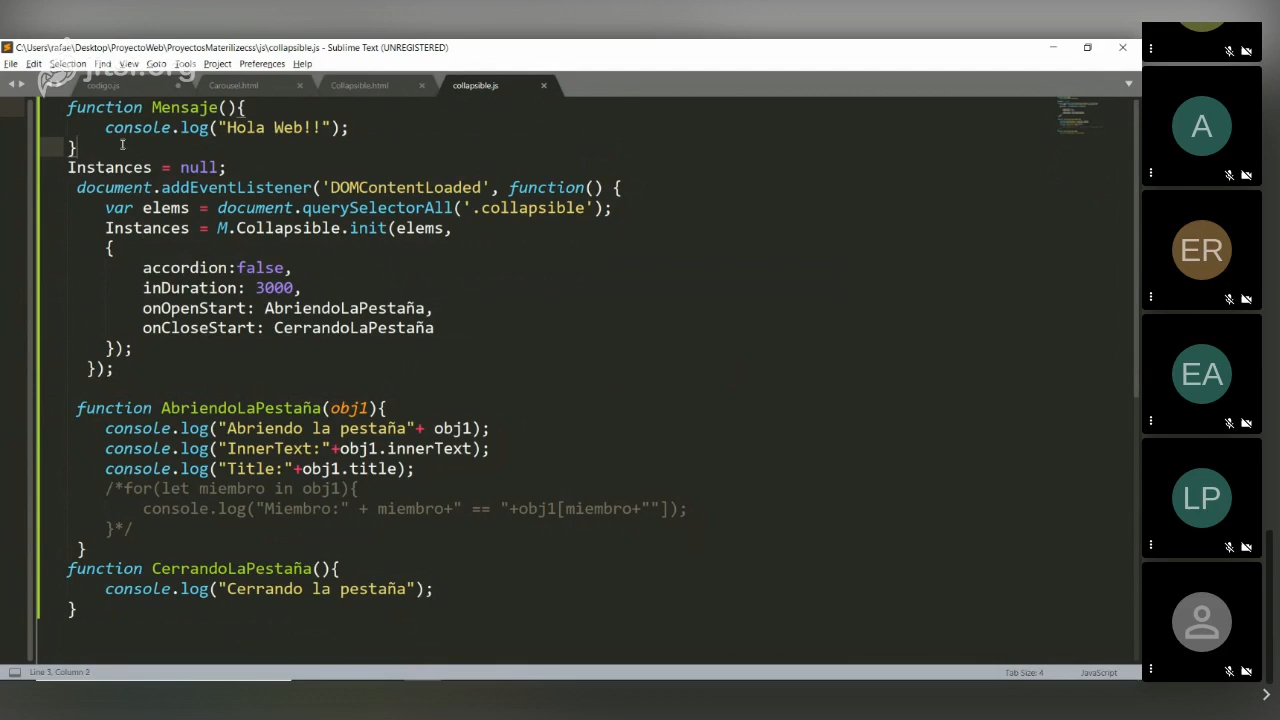 C:\Users\rafae\Desktop\ProyectoWeb\ProyectosMaterilizecss\js\collapsible.js - Sublime Text (UNREGISTERED)
File Edit Selection Find View Goto Tools Project Preferences Help
jitsi.org
codigo.js Carousel.html Collapsible.html collapsible.js
function Mensaje(){
console.log("Hola Web!!");
}
Instances = null;
document.addEventListener('DOMContentLoaded', function() {
var elems = document.querySelectorAll('.collapsible');
Instances = M.Collapsible.init(elems,
{
accordion:false,
inDuration: 3000,
onOpenStart: AbriendoLaPestaña,
onCloseStart: CerrandoLaPestaña
});
});
function AbriendoLaPestaña(obj1){
console.log("Abriendo la pestaña"+ obj1);
console.log("InnerText:"+obj1.innerText);
console.log("Title:"+obj1.title);
/*for(let miembro in obj1){
console.log("Miembro:" + miembro+" == "+obj1[miembro+""]);
}*/
}
function CerrandoLaPestaña(){
console.log("Cerrando la pestaña");
}
Line 3, Column 2
Tab Size: 4
JavaScript
A
ER
EA
LP